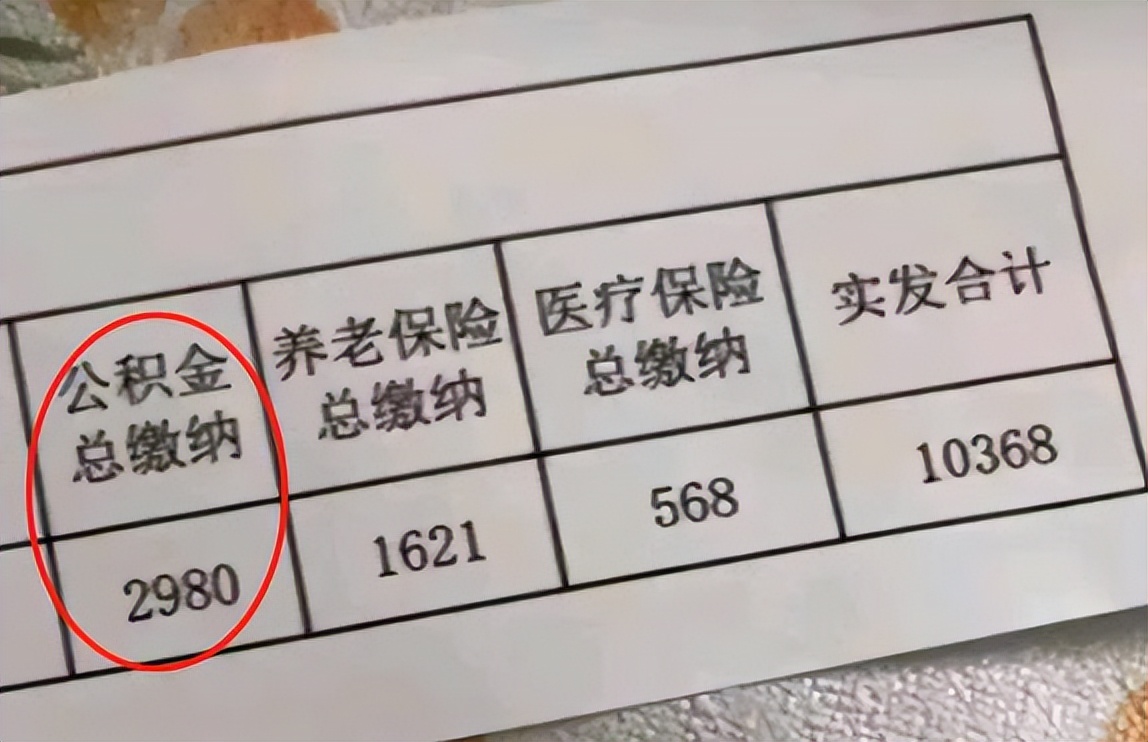 公积金
总缴纳
养老保险
总缴纳
医疗保险
总缴纳
实发合计
2980
1621
568
10368